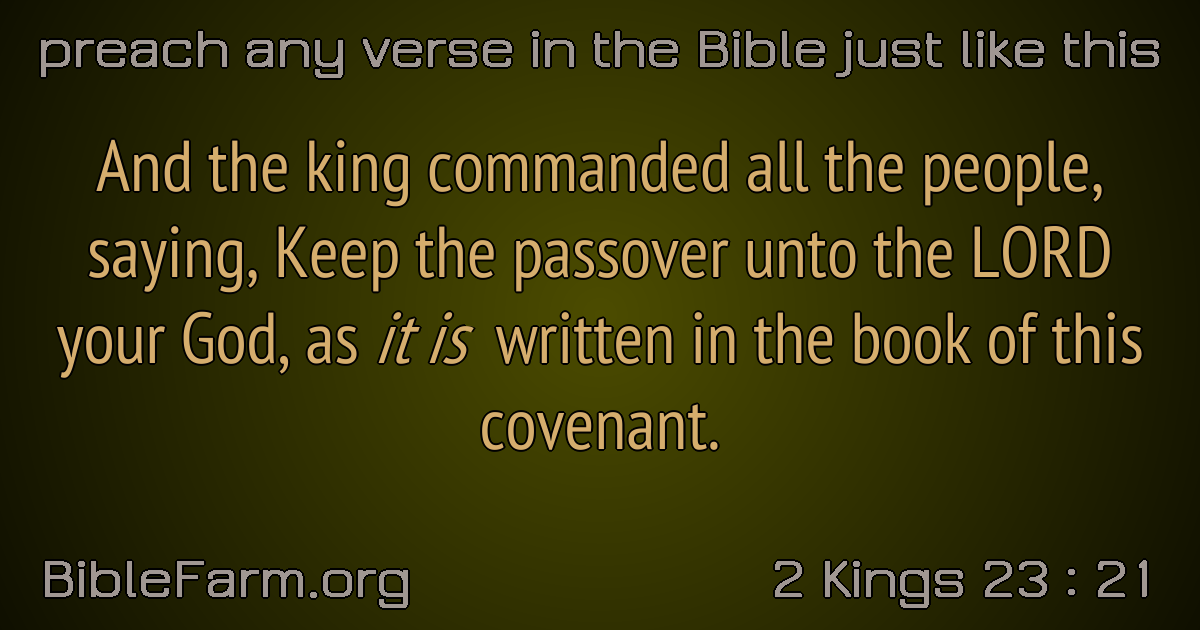 preach any verse in the Bible just like this
And the king commanded all the people,
saying, Keep the passover unto the LORD
your God, as it is written in the book of this
covenant.
BibleFarm.org
2 Kings 23 : 21